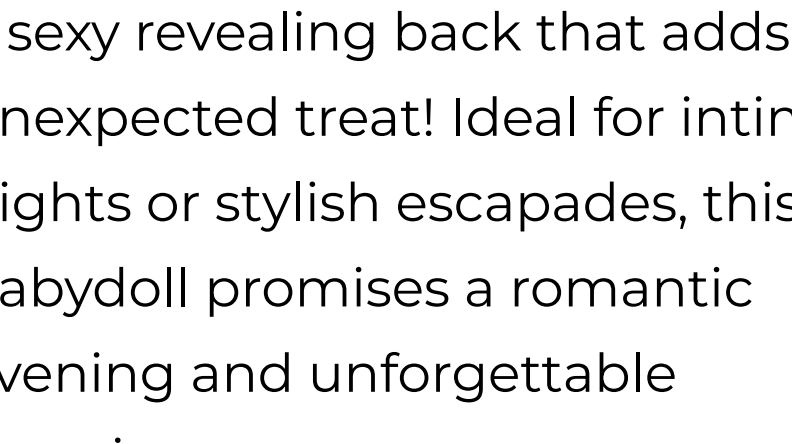 sexy revealing back that adds
nexpected treat! Ideal for intim
ights or stylish escapades, this
abydoll promises a romantic
vening and unforgettable